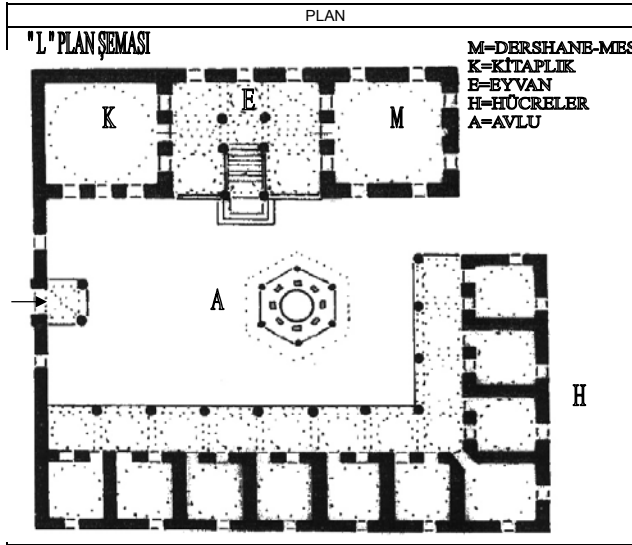 PLAN
"L" PLAN ŞEMASI
M=DERSHANE-MES
K=KİTAPLIK
E=EYVAN
H=HÜCRELER
A=AVLU
K
E
M
A
H